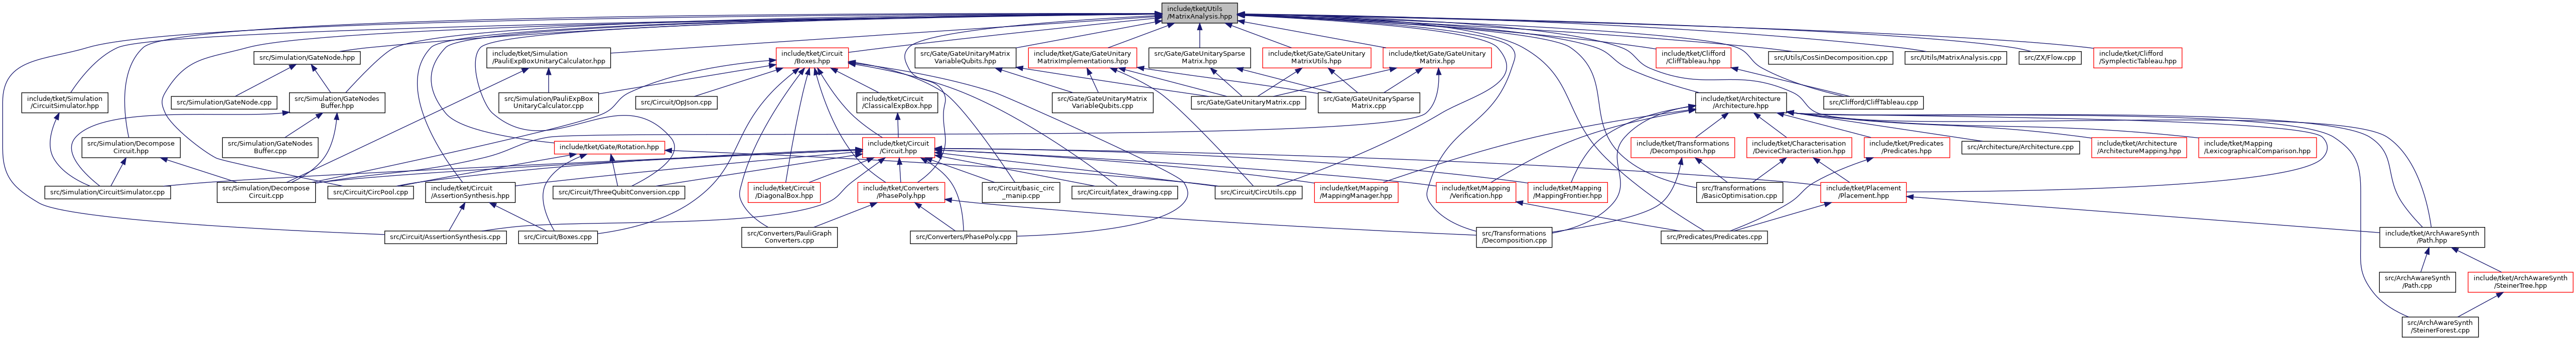 include/tket/Utils
/MatrixAnalysis.hpp
src/Simulation/GateNode.hpp
include/tket/Simulation
/PauliExpBoxUnitaryCalculator.hpp
include/tket/Circuit
/Boxes.hpp
src/Gate/GateUnitaryMatrix
VariableQubits.hpp
include/tket/Gate/GateUnitary
MatrixImplementations.hpp
src/Gate/GateUnitarySparse
Matrix.hpp
include/tket/Gate/GateUnitary
MatrixUtils.hpp
include/tket/Gate/GateUnitary
Matrix.hpp
include/tket/Clifford
/CliffTableau.hpp
src/Utils/CosSinDecomposition.cpp
src/Utils/MatrixAnalysis.cpp
src/ZX/Flow.cpp
include/tket/Clifford
/SymplecticTableau.hpp
include/tket/Simulation
/CircuitSimulator.hpp
src/Simulation/GateNode.cpp
src/Simulation/GateNodes
Buffer.hpp
src/Simulation/PauliExpBox
UnitaryCalculator.cpp
src/Circuit/OpJson.cpp
include/tket/Circuit
/ClassicalExpBox.hpp
src/Gate/GateUnitaryMatrix
VariableQubits.cpp
src/Gate/GateUnitaryMatrix.cpp
src/Gate/GateUnitarySparse
Matrix.cpp
include/tket/Architecture
/Architecture.hpp
src/Clifford/CliffTableau.cpp
src/Simulation/Decompose
Circuit.hpp
src/Simulation/GateNodes
Buffer.cpp
include/tket/Gate/Rotation.hpp
include/tket/Circuit
/Circuit.hpp
include/tket/Transformations
/Decomposition.hpp
include/tket/Characterisation
/DeviceCharacterisation.hpp
include/tket/Predicates
/Predicates.hpp
src/Architecture/Architecture.cpp
include/tket/Architecture
/ArchitectureMapping.hpp
include/tket/Mapping
/LexicographicalComparison.hpp
src/Simulation/CircuitSimulator.cpp
src/Simulation/Decompose
Circuit.cpp
src/Circuit/CircPool.cpp
include/tket/Circuit
/AssertionSynthesis.hpp
src/Circuit/ThreeQubitConversion.cpp
include/tket/Circuit
/DiagonalBox.hpp
include/tket/Converters
/PhasePoly.hpp
src/Circuit/basic_circ
_manip.cpp
src/Circuit/latex_drawing.cpp
src/Circuit/CircUtils.cpp
include/tket/Mapping
/MappingManager.hpp
include/tket/Mapping
/Verification.hpp
include/tket/Mapping
/MappingFrontier.hpp
src/Transformations
/BasicOptimisation.cpp
include/tket/Placement
/Placement.hpp
src/Circuit/AssertionSynthesis.cpp
src/Circuit/Boxes.cpp
src/Converters/PauliGraph
Converters.cpp
src/Converters/PhasePoly.cpp
src/Transformations
/Decomposition.cpp
src/Predicates/Predicates.cpp
include/tket/ArchAwareSynth
/Path.hpp
src/ArchAwareSynth
/Path.cpp
include/tket/ArchAwareSynth
/SteinerTree.hpp
src/ArchAwareSynth
/SteinerForest.cpp